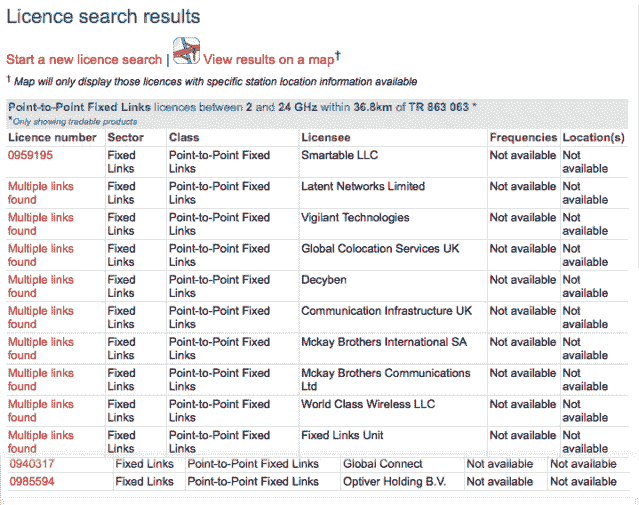 Licence search results
Start a new licence search | View results on a map†
† Map will only display those licences with specific station location information available
Point-to-Point Fixed Links licences between 2 and 24 GHz within 36.8km of TR 863 063 *
*Only showing tradable products
Licence number Sector Class Licensee Frequencies Location(s)
0959195 Fixed Links Point-to-Point Fixed Links Smartable LLC Not available Not available
Multiple links found Fixed Links Point-to-Point Fixed Links Latent Networks Limited Not available Not available
Multiple links found Fixed Links Point-to-Point Fixed Links Vigilant Technologies Not available Not available
Multiple links found Fixed Links Point-to-Point Fixed Links Global Colocation Services UK Not available Not available
Multiple links found Fixed Links Point-to-Point Fixed Links Decyben Not available Not available
Multiple links found Fixed Links Point-to-Point Fixed Links Communication Infrastructure UK Not available Not available
Multiple links found Fixed Links Point-to-Point Fixed Links Mckay Brothers International SA Not available Not available
Multiple links found Fixed Links Point-to-Point Fixed Links Mckay Brothers Communications Ltd Not available Not available
Multiple links found Fixed Links Point-to-Point Fixed Links World Class Wireless LLC Not available Not available
Multiple links found Fixed Links Point-to-Point Fixed Links Fixed Links Unit Not available Not available
0940317 Fixed Links Point-to-Point Fixed Links Global Connect Not available Not available
0985594 Fixed Links Point-to-Point Fixed Links Optiver Holding B.V. Not available Not available